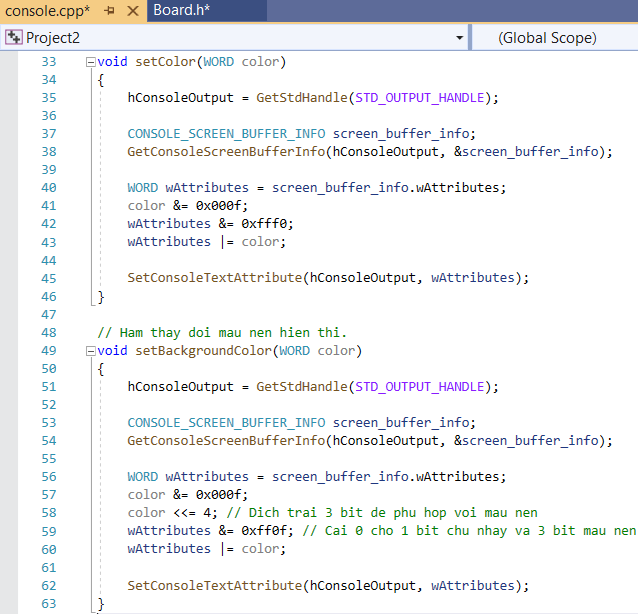 console.cpp* Board.h*
Project2 (Global Scope)
33 void setColor(WORD color)
34 {
35 hConsoleOutput = GetStdHandle(STD_OUTPUT_HANDLE);
36
37 CONSOLE_SCREEN_BUFFER_INFO screen_buffer_info;
38 GetConsoleScreenBufferInfo(hConsoleOutput, &screen_buffer_info);
39
40 WORD wAttributes = screen_buffer_info.wAttributes;
41 color &= 0x000f;
42 wAttributes &= 0xfff0;
43 wAttributes |= color;
44
45 SetConsoleTextAttribute(hConsoleOutput, wAttributes);
46 }
47
48 // Ham thay doi mau nen hien thi.
49 void setBackgroundColor(WORD color)
50 {
51 hConsoleOutput = GetStdHandle(STD_OUTPUT_HANDLE);
52
53 CONSOLE_SCREEN_BUFFER_INFO screen_buffer_info;
54 GetConsoleScreenBufferInfo(hConsoleOutput, &screen_buffer_info);
55
56 WORD wAttributes = screen_buffer_info.wAttributes;
57 color &= 0x000f;
58 color <<= 4; // Dich trai 3 bit de phu hop voi mau nen
59 wAttributes &= 0xff0f; // Cai 0 cho 1 bit chu nhay va 3 bit mau nen
60 wAttributes |= color;
61
62 SetConsoleTextAttribute(hConsoleOutput, wAttributes);
63 }